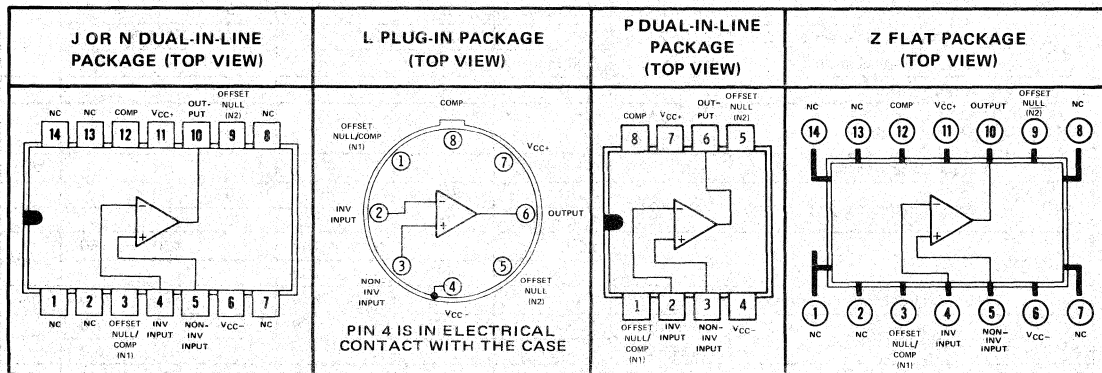 J OR N DUAL-IN-LINE
PACKAGE (TOP VIEW)
NC NC COMP VCC+ OUT-PUT OFFSET NULL (N2) NC
14 13 12 11 10 9 8
−
+
1 2 3 4 5 6 7
NC NC OFFSET NULL/ COMP (N1) INV INPUT NON-INV INPUT VCC− NC
L PLUG-IN PACKAGE
(TOP VIEW)
COMP
OFFSET
NULL/COMP
(N1)
8
1 7
VCC+
INV
INPUT
2
−
+
6
OUTPUT
3 5
NON-
INV
INPUT
4
OFFSET
NULL
(N2)
VCC−
PIN 4 IS IN ELECTRICAL
CONTACT WITH THE CASE
P DUAL-IN-LINE
PACKAGE
(TOP VIEW)
COMP VCC+ OUT-PUT OFFSET NULL (N2)
8 7 6 5
−
+
1 2 3 4
OFFSET NULL/ COMP (N1) INV INPUT NON-INV INPUT VCC−
Z FLAT PACKAGE
(TOP VIEW)
NC NC COMP VCC+ OUTPUT OFFSET NULL (N2) NC
14 13 12 11 10 9 8
−
+
1 2 3 4 5 6 7
NC NC OFFSET NULL/ COMP (N1) INV INPUT NON-INV INPUT VCC− NC